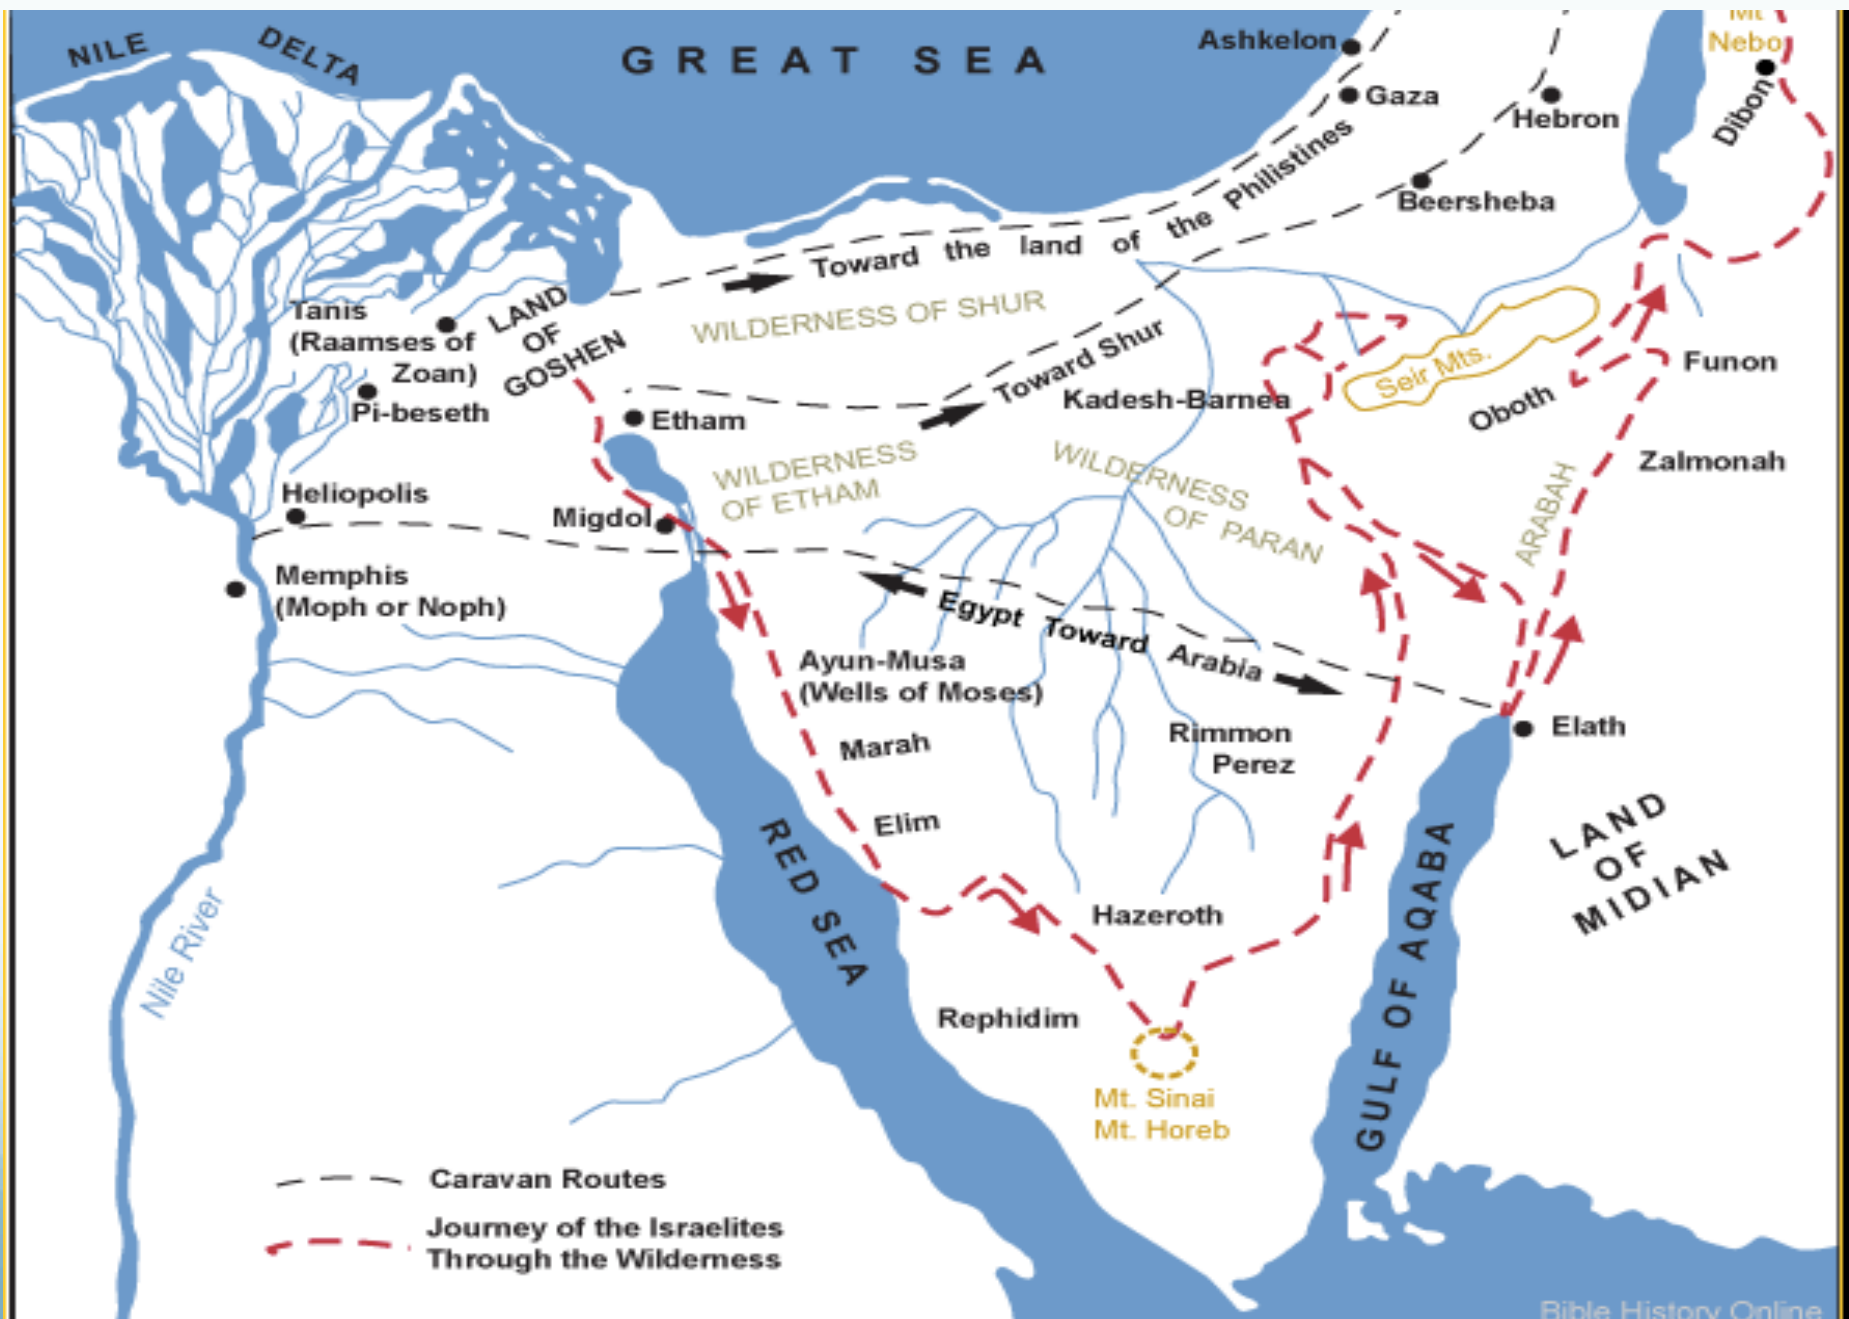 NILE DELTA
GREAT SEA
Ashkelon
Gaza
Hebron
Beersheba
Mt
Nebo
Dibon
Toward the land of the Philistines
Tanis
(Raamses of
Zoan)
LAND
OF
GOSHEN
WILDERNESS OF SHUR
Toward Shur
Pi-beseth
Etham
Kadesh-Barnea
Seir Mts.
Oboth
Funon
Zalmonah
WILDERNESS
OF ETHAM
WILDERNESS
OF PARAN
ARABAH
Heliopolis
Migdol
Memphis
(Moph or Noph)
Egypt Toward Arabia
Ayun-Musa
(Wells of Moses)
Marah
Elim
Rimmon
Perez
Elath
LAND
OF
MIDIAN
RED SEA
GULF OF AQABA
Nile River
Hazeroth
Rephidim
Mt. Sinai
Mt. Horeb
Caravan Routes
Journey of the Israelites
Through the Wilderness
Bible History Online